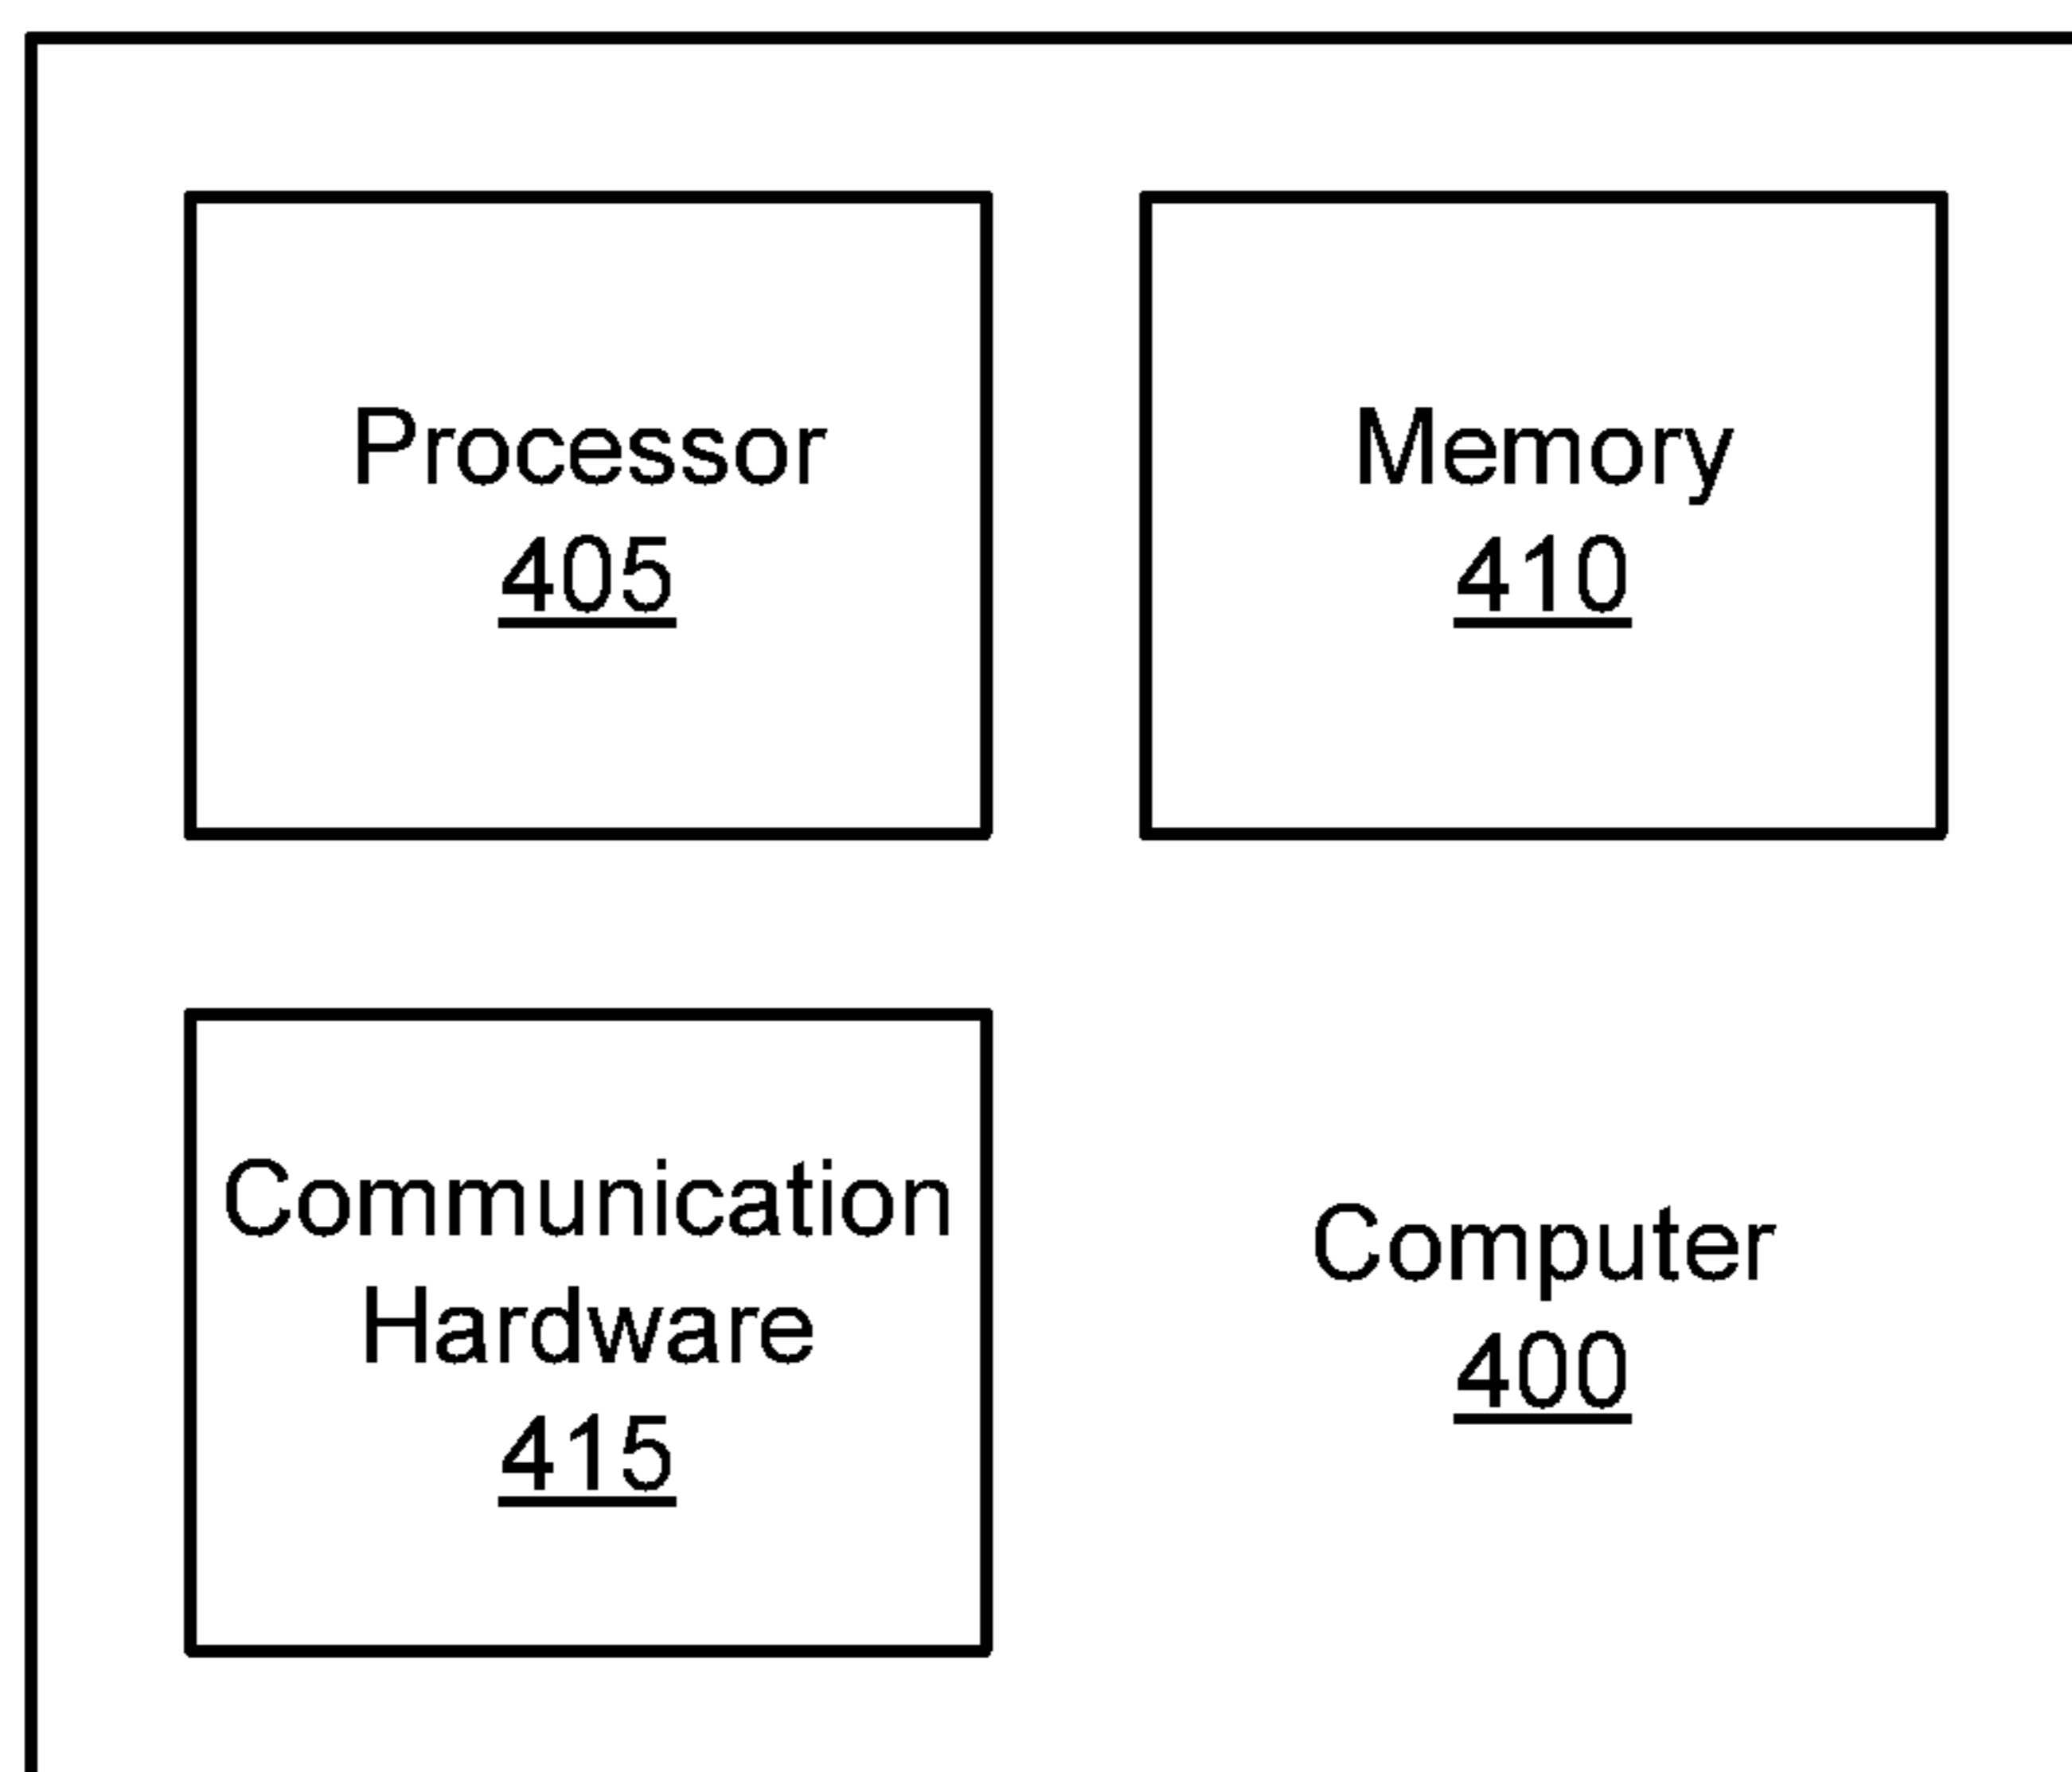 Processor
405
Memory
410
Communication
Hardware
415
Computer
400